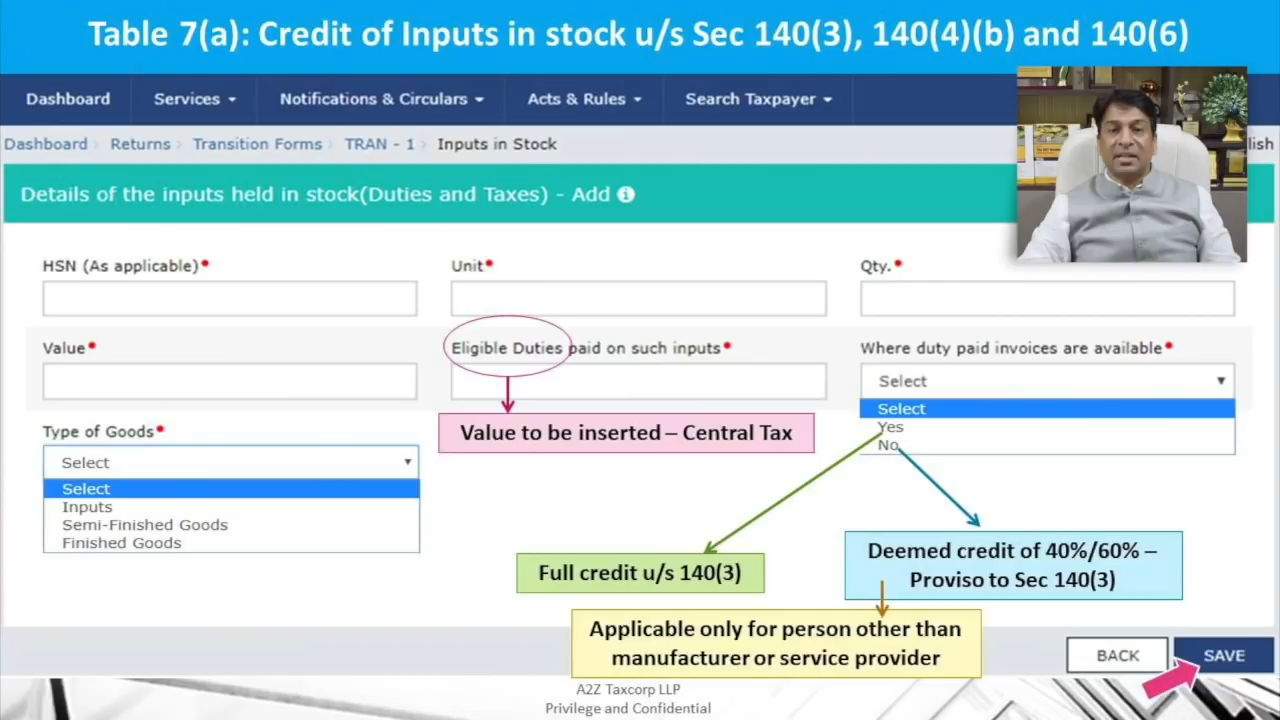 Table 7(a): Credit of Inputs in stock u/s Sec 140(3), 140(4)(b) and 140(6)
Dashboard Services Notifications & Circulars Acts & Rules Search Taxpayer
Dashboard Returns Transition Forms TRAN - 1 Inputs in Stock
lish
Details of the inputs held in stock(Duties and Taxes) - Add
HSN (As applicable)* Unit* Qty.*
Value* Eligible Duties paid on such inputs* Where duty paid invoices are available*
Select
Select
Yes
No
Value to be inserted – Central Tax
Type of Goods*
Select
Select
Inputs
Semi-Finished Goods
Finished Goods
Full credit u/s 140(3)
Deemed credit of 40%/60% –
Proviso to Sec 140(3)
Applicable only for person other than
manufacturer or service provider
BACK SAVE
A2Z Taxcorp LLP
Privilege and Confidential